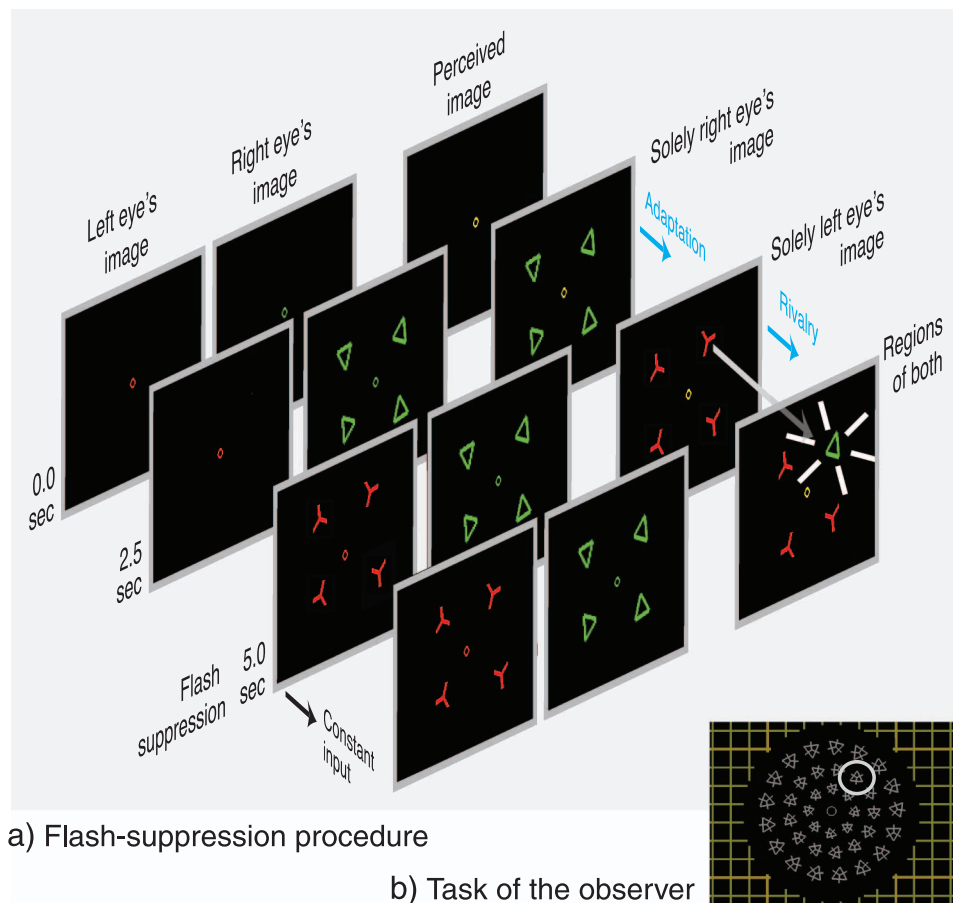 Perceived
image
Right eye's
image
Left eye's
image
Solely right eye's
image
Adaptation
Solely left eye's
image
Rivalry
Regions
of both
0.0
sec
2.5
sec
5.0
sec
Flash
suppression
Constant
input
a) Flash-suppression procedure
b) Task of the observer